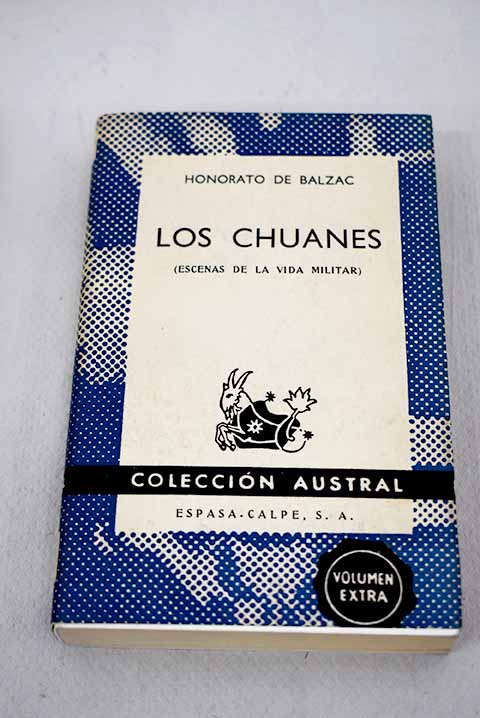 HONORATO DE BALZAC
LOS CHUANES
(ESCENAS DE LA VIDA MILITAR)
COLECCIÓN AUSTRAL
ESPASA-CALPE, S. A.
VOLUMEN
EXTRA